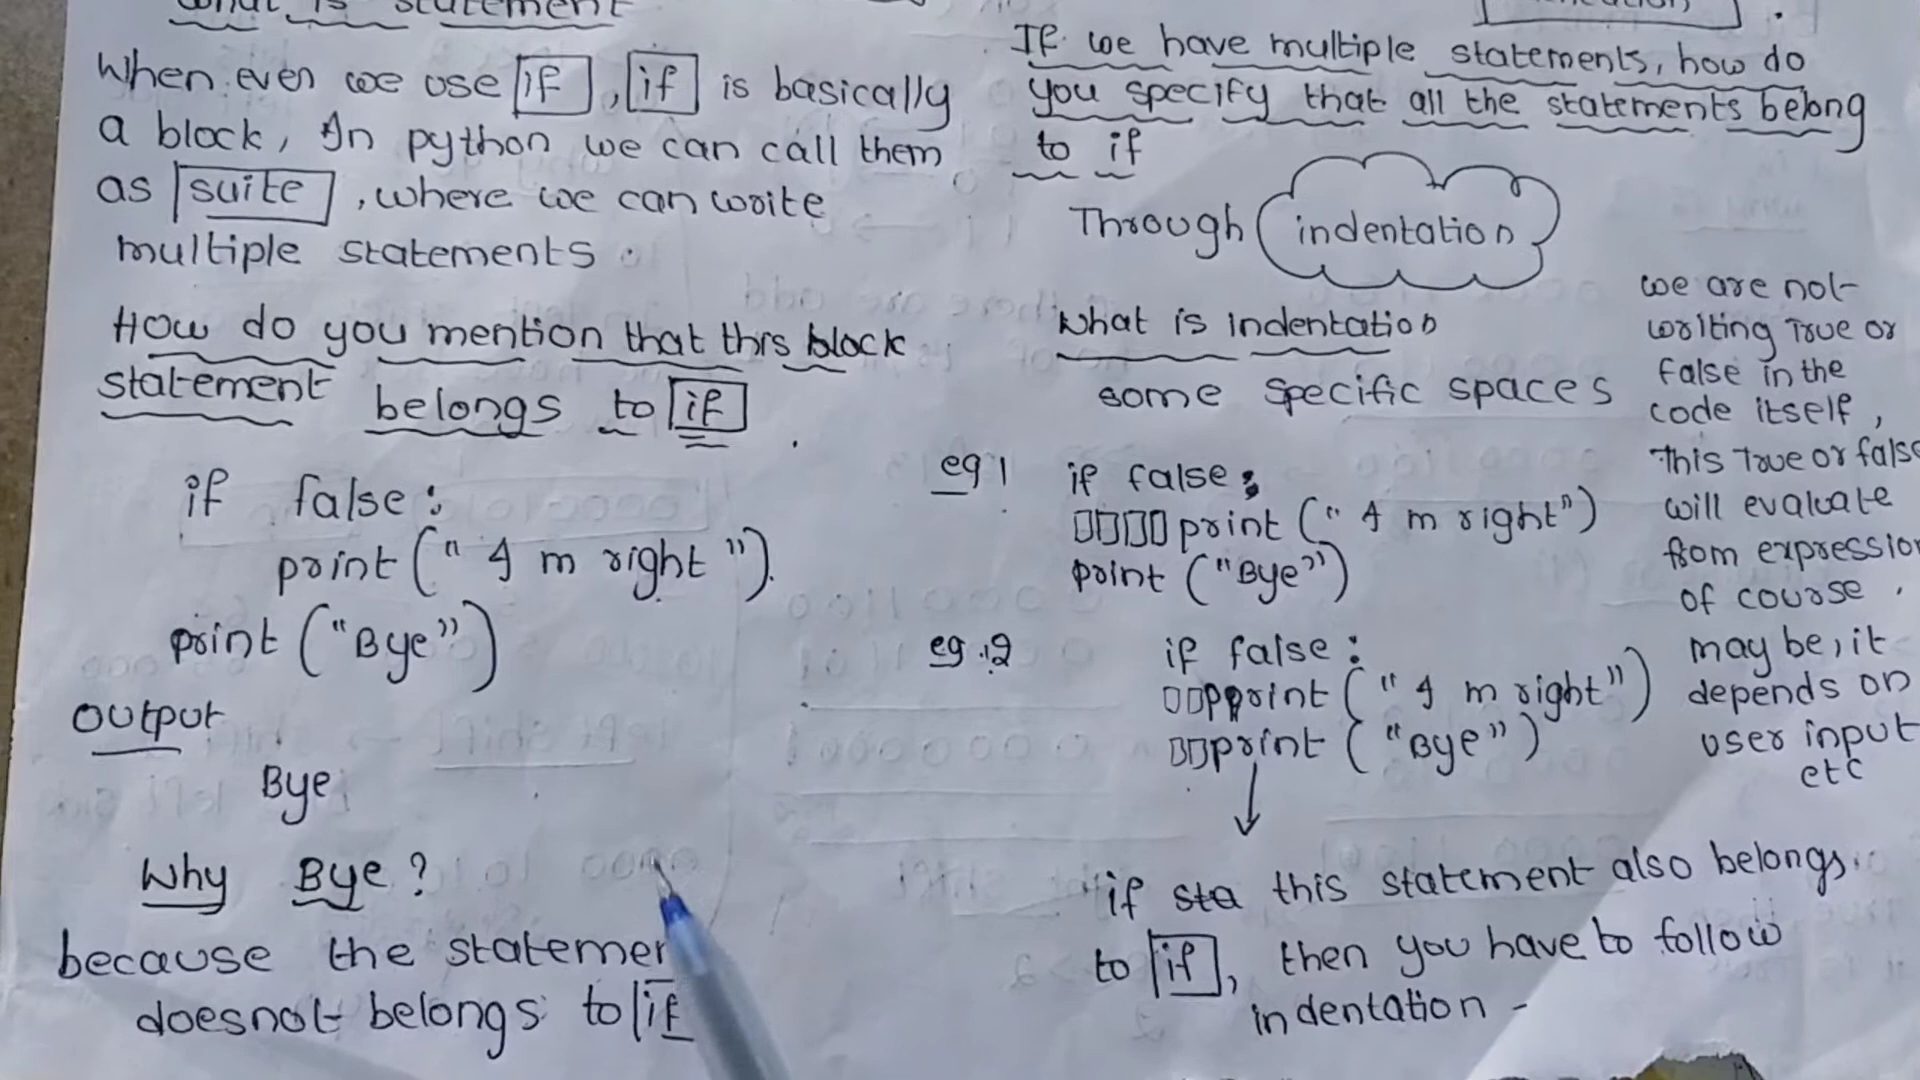 What is statement
When ever we use if, if is basically
a block, In python we can call them
as suite, where we can write
multiple statements.
How do you mention that this block
statement belongs to if.
if false:
print (" I m right ").
print ("Bye")
output
Bye
Why Bye?
because the
doesnot belongs to if
If we have multiple statements, how do
you specify that all the statements belong
to if
Through indentation
What is indentation
some specific spaces
eg 1 if false:
print (" I m right")
print ("Bye")
eg .2 if false:
print (" I m right")
print ("Bye")
if sta this statement also belongs
to if, then you have to follow
indentation -
we are not
writing True or
false in the
code itself,
This True or false
will evaluate
from expression
of course.
may be, it
depends on
user input
etc